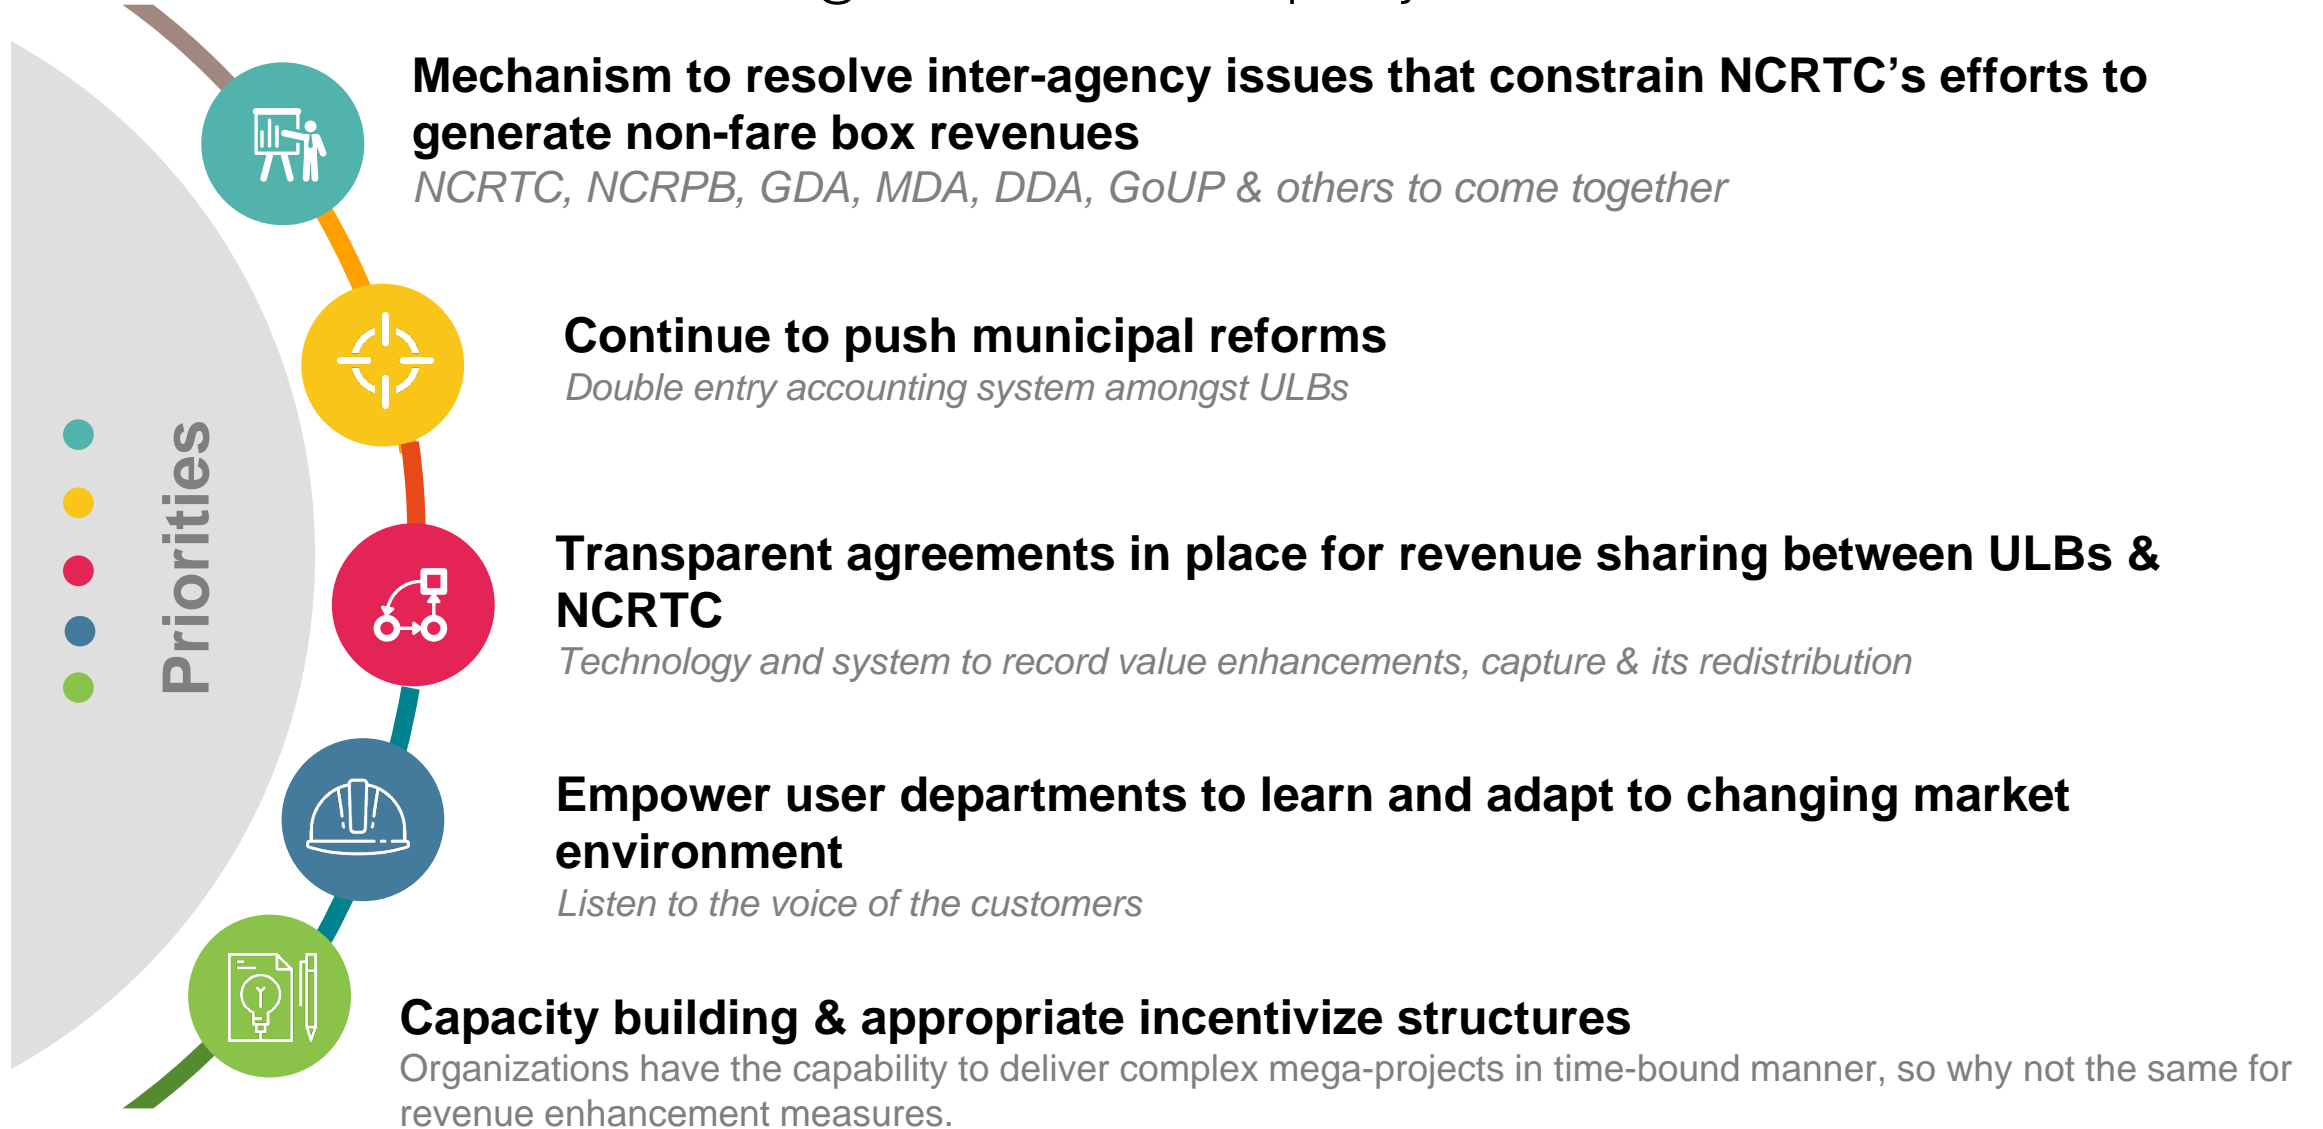 Mechanism to resolve inter-agency issues that constrain NCRTC’s efforts to
generate non-fare box revenues
NCRTC, NCRPB, GDA, MDA, DDA, GoUP & others to come together
Continue to push municipal reforms
Double entry accounting system amongst ULBs
Priorities
Transparent agreements in place for revenue sharing between ULBs &
NCRTC
Technology and system to record value enhancements, capture & its redistribution
Empower user departments to learn and adapt to changing market
environment
Listen to the voice of the customers
Capacity building & appropriate incentivize structures
Organizations have the capability to deliver complex mega-projects in time-bound manner, so why not the same for
revenue enhancement measures.